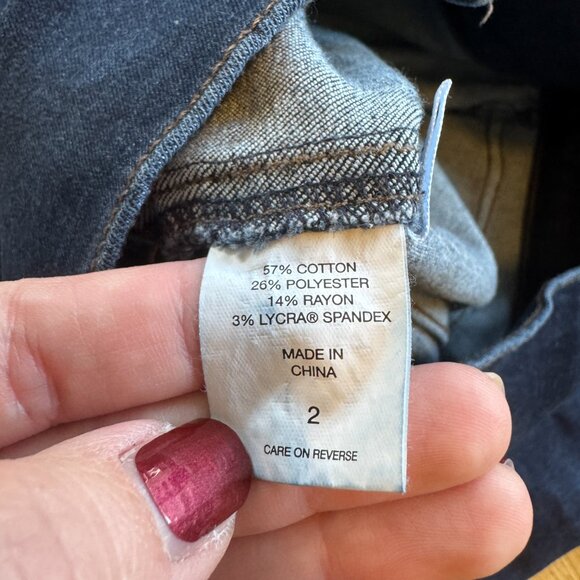 57% COTTON
26% POLYESTER
14% RAYON
3% LYCRA® SPANDEX
MADE IN
CHINA
2
CARE ON REVERSE